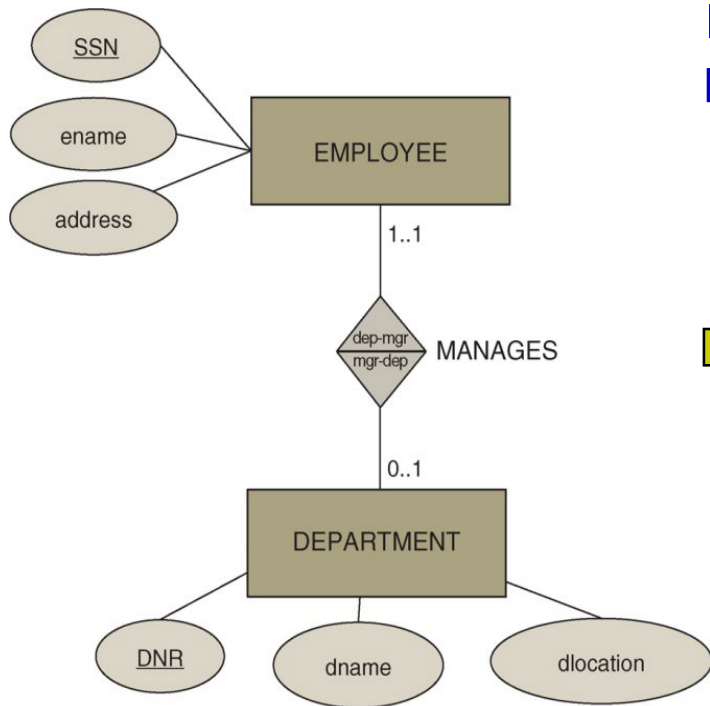 SSN
ename
address
EMPLOYEE
1..1
dep-mgr
mgr-dep
MANAGES
0..1
DEPARTMENT
DNR
dname
dlocation